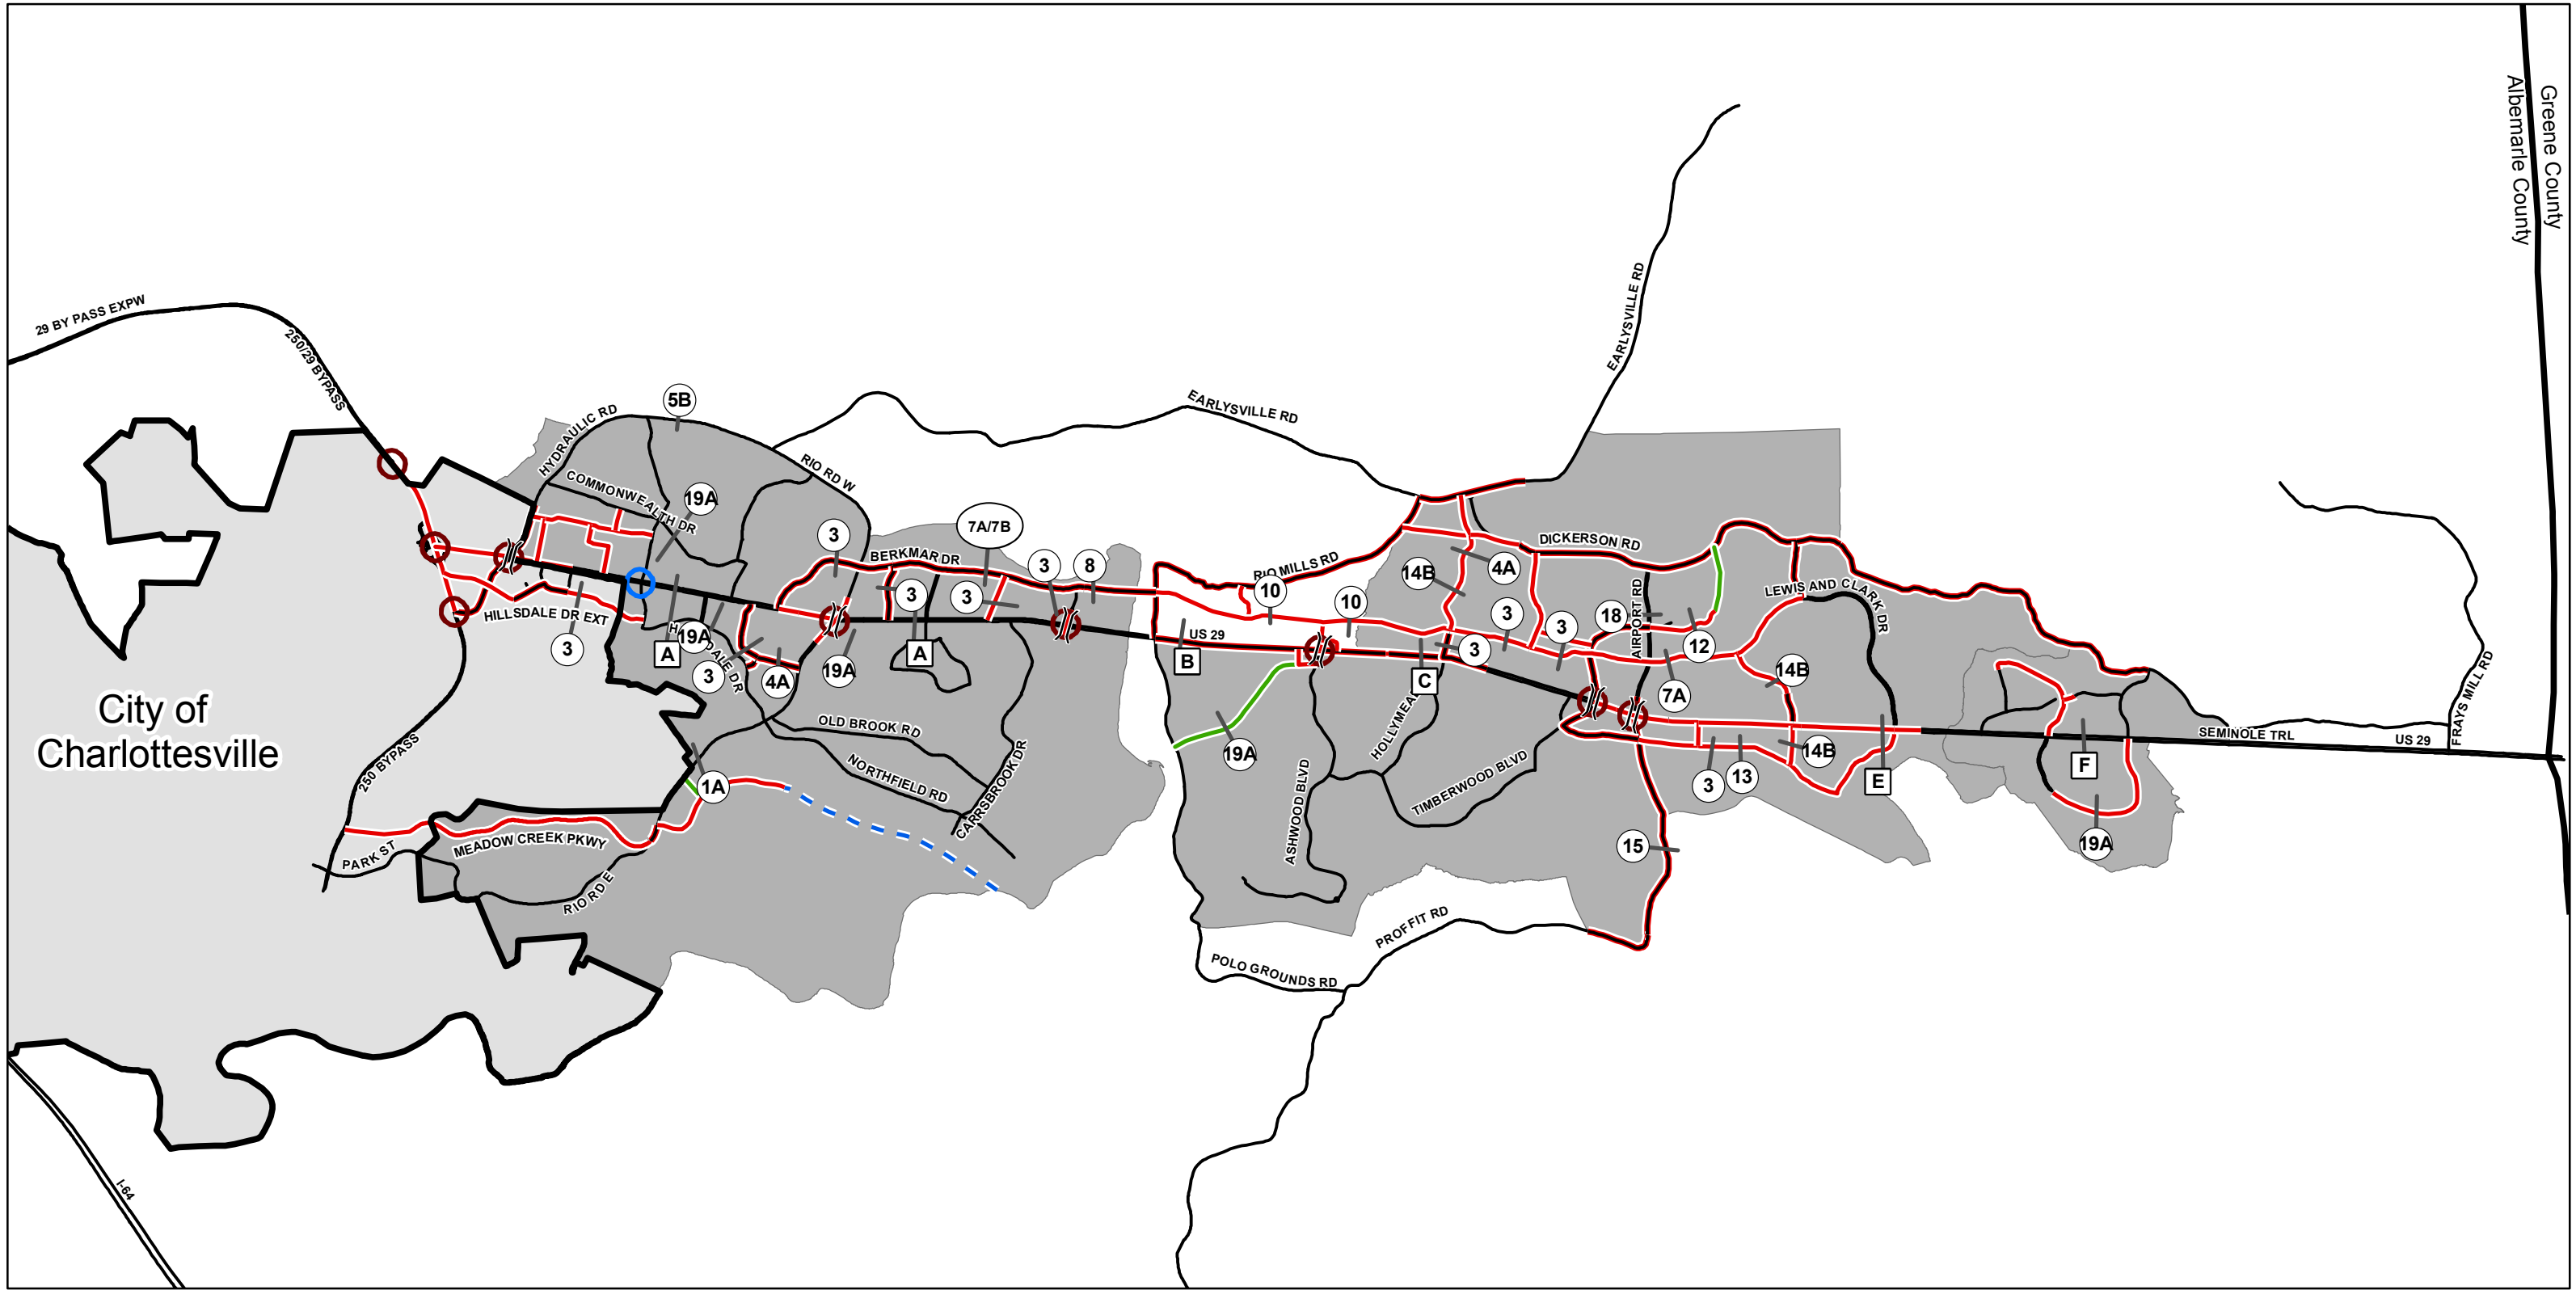 Greene County
Albemarle County
29 BY PASS EXPW
250/29 BYPASS
EARLYSVILLE RD
5B
HYDRAULIC RD
EARLYSVILLE RD
COMMONWEALTH DR
RIO RD W
19A
7A/7B
3
BERKMAR DR
3
8
DICKERSON RD
RIO MILLS RD
14B
4A
10
10
3
3
18
AIRPORT RD
12
LEWIS AND CLARK DR
HILLSDALE DR EXT
3
3
3
US 29
A
19A
HILLSDALE DR
3
4A
19A
A
B
C
3
7A
14B
City of
Charlottesville
OLD BROOK RD
NORTHFIELD RD
CARRSBROOK DR
19A
HOLLYMEA
TIMBERWOOD BLVD
ASHWOOD BLVD
3
13
14B
E
F
SEMINOLE TRL
US 29
FRAYS MILL RD
250 BYPASS
1A
MEADOW CREEK PKWY
PARK ST
RIO RD E
15
19A
PROFFIT RD
POLO GROUNDS RD
I-64